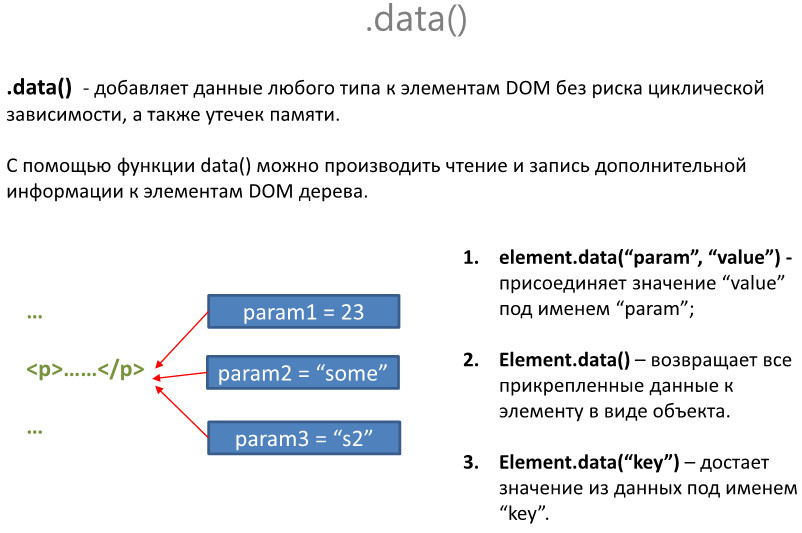 .data()
.data() - добавляет данные любого типа к элементам DOM без риска циклической
зависимости, а также утечек памяти.
С помощью функции data() можно производить чтение и запись дополнительной
информации к элементам DOM дерева.
...
<p>……</p>
...
param1 = 23
param2 = “some”
param3 = “s2”
1. element.data(“param”, “value”) -
присоединяет значение “value”
под именем “param”;
2. Element.data() – возвращает все
прикрепленные данные к
элементу в виде объекта.
3. Element.data(“key”) – достает
значение из данных под именем
“key”.